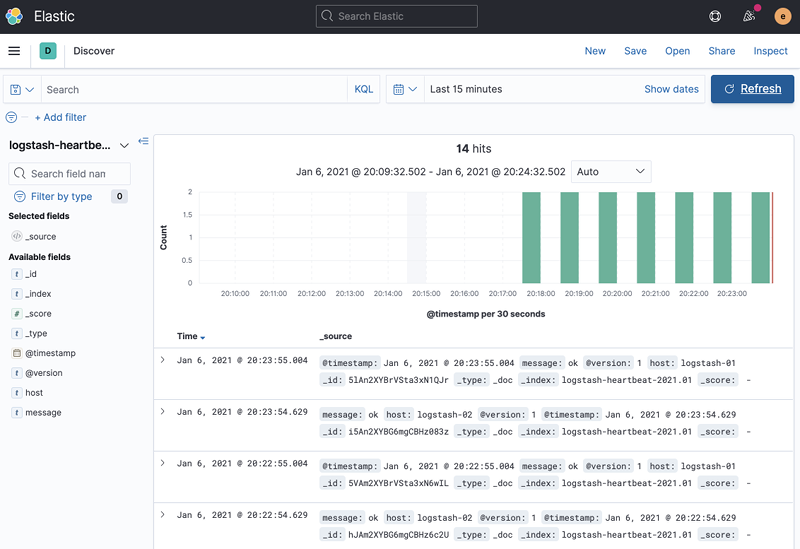 Elastic
Search Elastic
e
D
Discover
New Save Open Share Inspect
Search
KQL
Last 15 minutes
Show dates
Refresh
+ Add filter
logstash-heartbe...
Search field nam
Filter by type 0
Selected fields
_source
Available fields
t _id
t _index
# _score
t _type
@timestamp
t @version
t host
t message
14 hits
Jan 6, 2021 @ 20:09:32.502 - Jan 6, 2021 @ 20:24:32.502
Auto
Count
2
1.5
1
0.5
0
20:10:00 20:11:00 20:12:00 20:13:00 20:14:00 20:15:00 20:16:00 20:17:00 20:18:00 20:19:00 20:20:00 20:21:00 20:22:00 20:23:00
@timestamp per 30 seconds
Time _source
Jan 6, 2021 @ 20:23:55.004
@timestamp: Jan 6, 2021 @ 20:23:55.004 message: ok @version: 1 host: logstash-01
_id: 5lAn2XYBrVSta3xN1QJr _type: _doc _index: logstash-heartbeat-2021.01 _score: -
Jan 6, 2021 @ 20:23:54.629
message: ok host: logstash-02 @version: 1 @timestamp: Jan 6, 2021 @ 20:23:54.629
_id: i5An2XYBG6mgCBHz083z _type: _doc _index: logstash-heartbeat-2021.01 _score: -
Jan 6, 2021 @ 20:22:55.004
@timestamp: Jan 6, 2021 @ 20:22:55.004 message: ok @version: 1 host: logstash-01
_id: 5VAm2XYBrVSta3xN6wIL _type: _doc _index: logstash-heartbeat-2021.01 _score: -
Jan 6, 2021 @ 20:22:54.629
message: ok host: logstash-02 @version: 1 @timestamp: Jan 6, 2021 @ 20:22:54.629
_id: hJAm2XYBG6mgCBHz6c2U _type: _doc _index: logstash-heartbeat-2021.01 _score: -